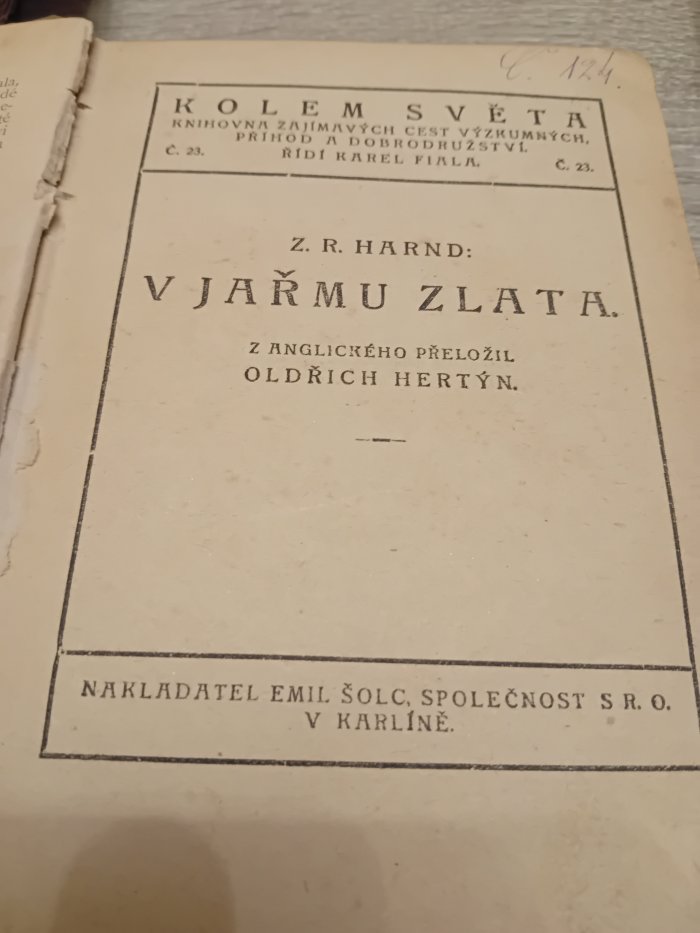 Č. 124.
KOLEM SVĚTA
KNIHOVNA ZAJÍMAVÝCH CEST VÝZKUMNÝCH,
PŘÍHOD A DOBRODRUŽSTVÍ.
Č. 23. ŘÍDÍ KAREL FIALA. Č. 23.
Z. R. HARND:
V JAŘMU ZLATA.
Z ANGLICKÉHO PŘELOŽIL
OLDŘICH HERTÝN.
NAKLADATEL EMIL ŠOLC, SPOLEČNOST S R. O.
V KARLÍNĚ.